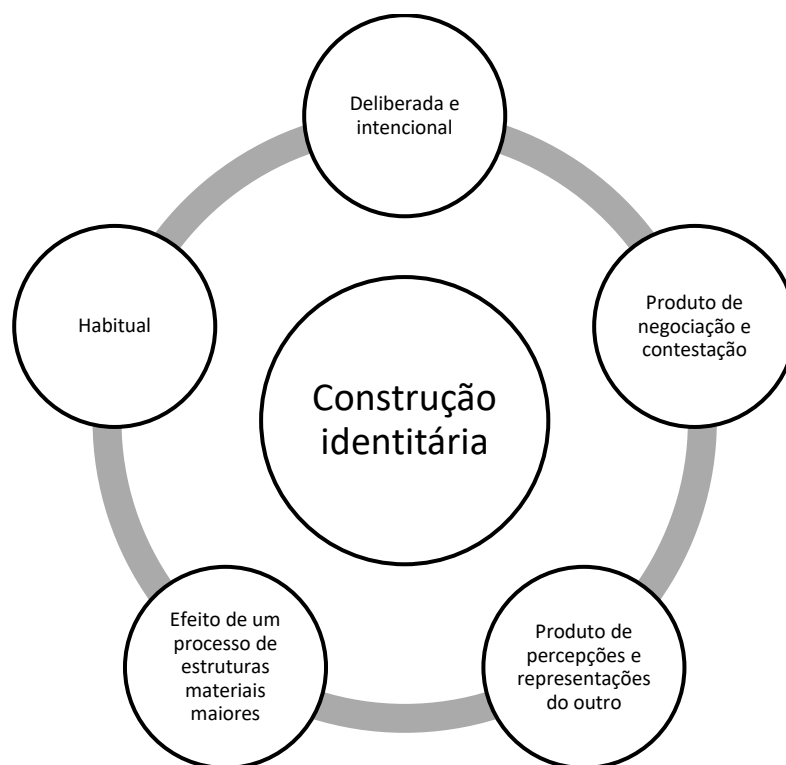 Deliberada e
intencional
Produto de
negociação e
contestação
Habitual
Construção
identitária
Efeito de um
processo de
estruturas
materiais
maiores
Produto de
percepções e
representações
do outro